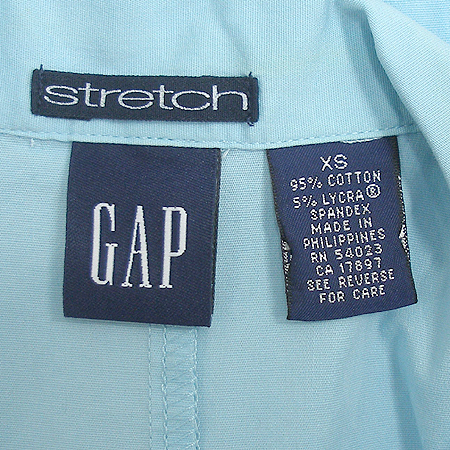 stretch
GAP
XS
95% COTTON
5% LYCRA®
SPANDEX
MADE IN
PHILIPPINES
RN 54023
CA 17897
SEE REVERSE
FOR CARE